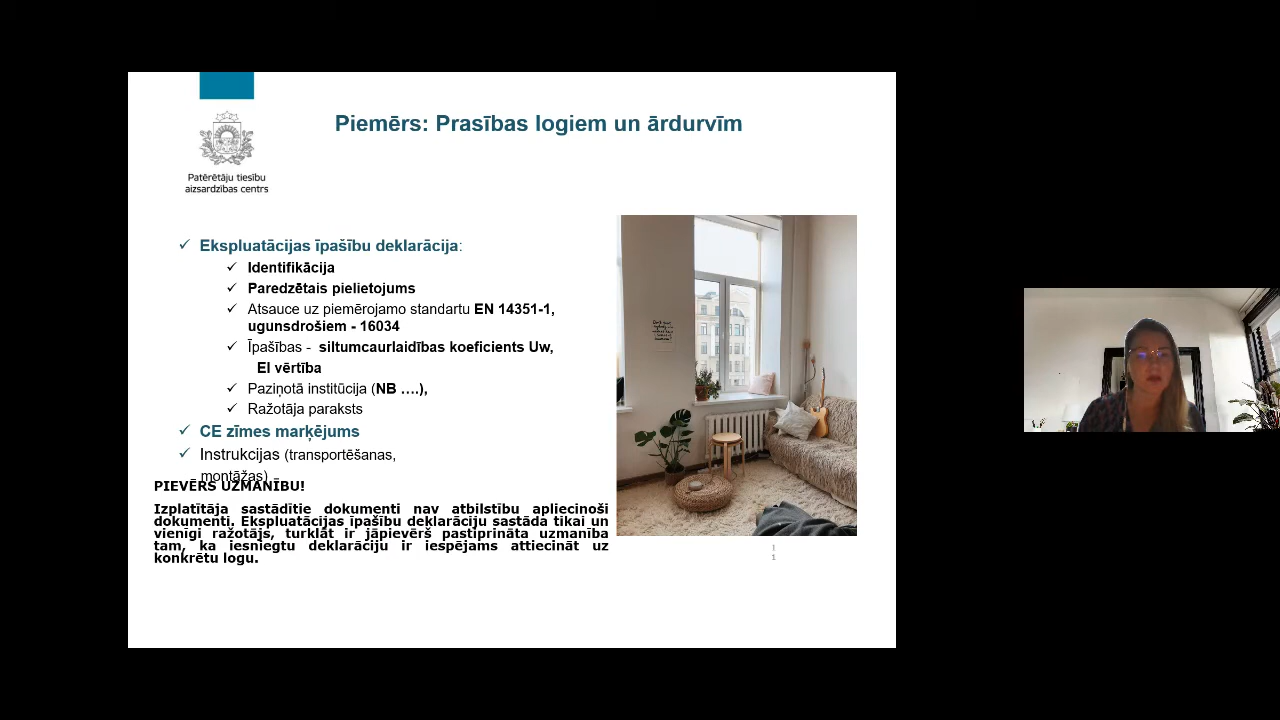 Piemērs: Prasības logiem un ārdurvīm
Patērētāju tiesību
aizsardzības centrs
Ekspluatācijas īpašību deklarācija:
Identifikācija
Paredzētais pielietojums
Atsauce uz piemērojamo standartu EN 14351-1,
ugunsdrošiem - 16034
Īpašības - siltumcaurlaidības koeficients Uw,
EI vērtība
Paziņotā institūcija (NB ….),
Ražotāja paraksts
CE zīmes marķējums
Instrukcijas (transportēšanas,
montāžas)
PIEVĒRS UZMANĪBU!
Izplatītāja sastādītie dokumenti nav atbilstību apliecinoši
dokumenti. Ekspluatācijas īpašību deklarāciju sastāda tikai un
vienīgi ražotājs, turklāt ir jāpievērš pastiprināta uzmanība
tam, ka iesniegtu deklarāciju ir iespējams attiecināt uz
konkrētu logu.
1
1